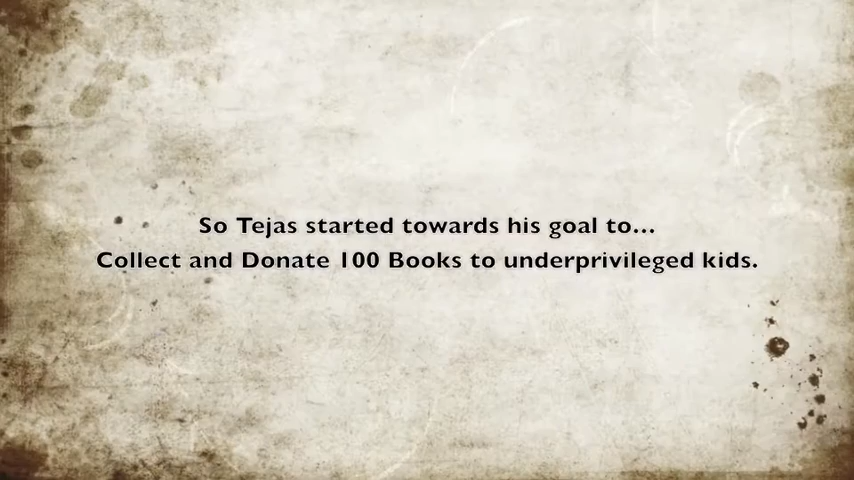 So Tejas started towards his goal to...
Collect and Donate 100 Books to underprivileged kids.